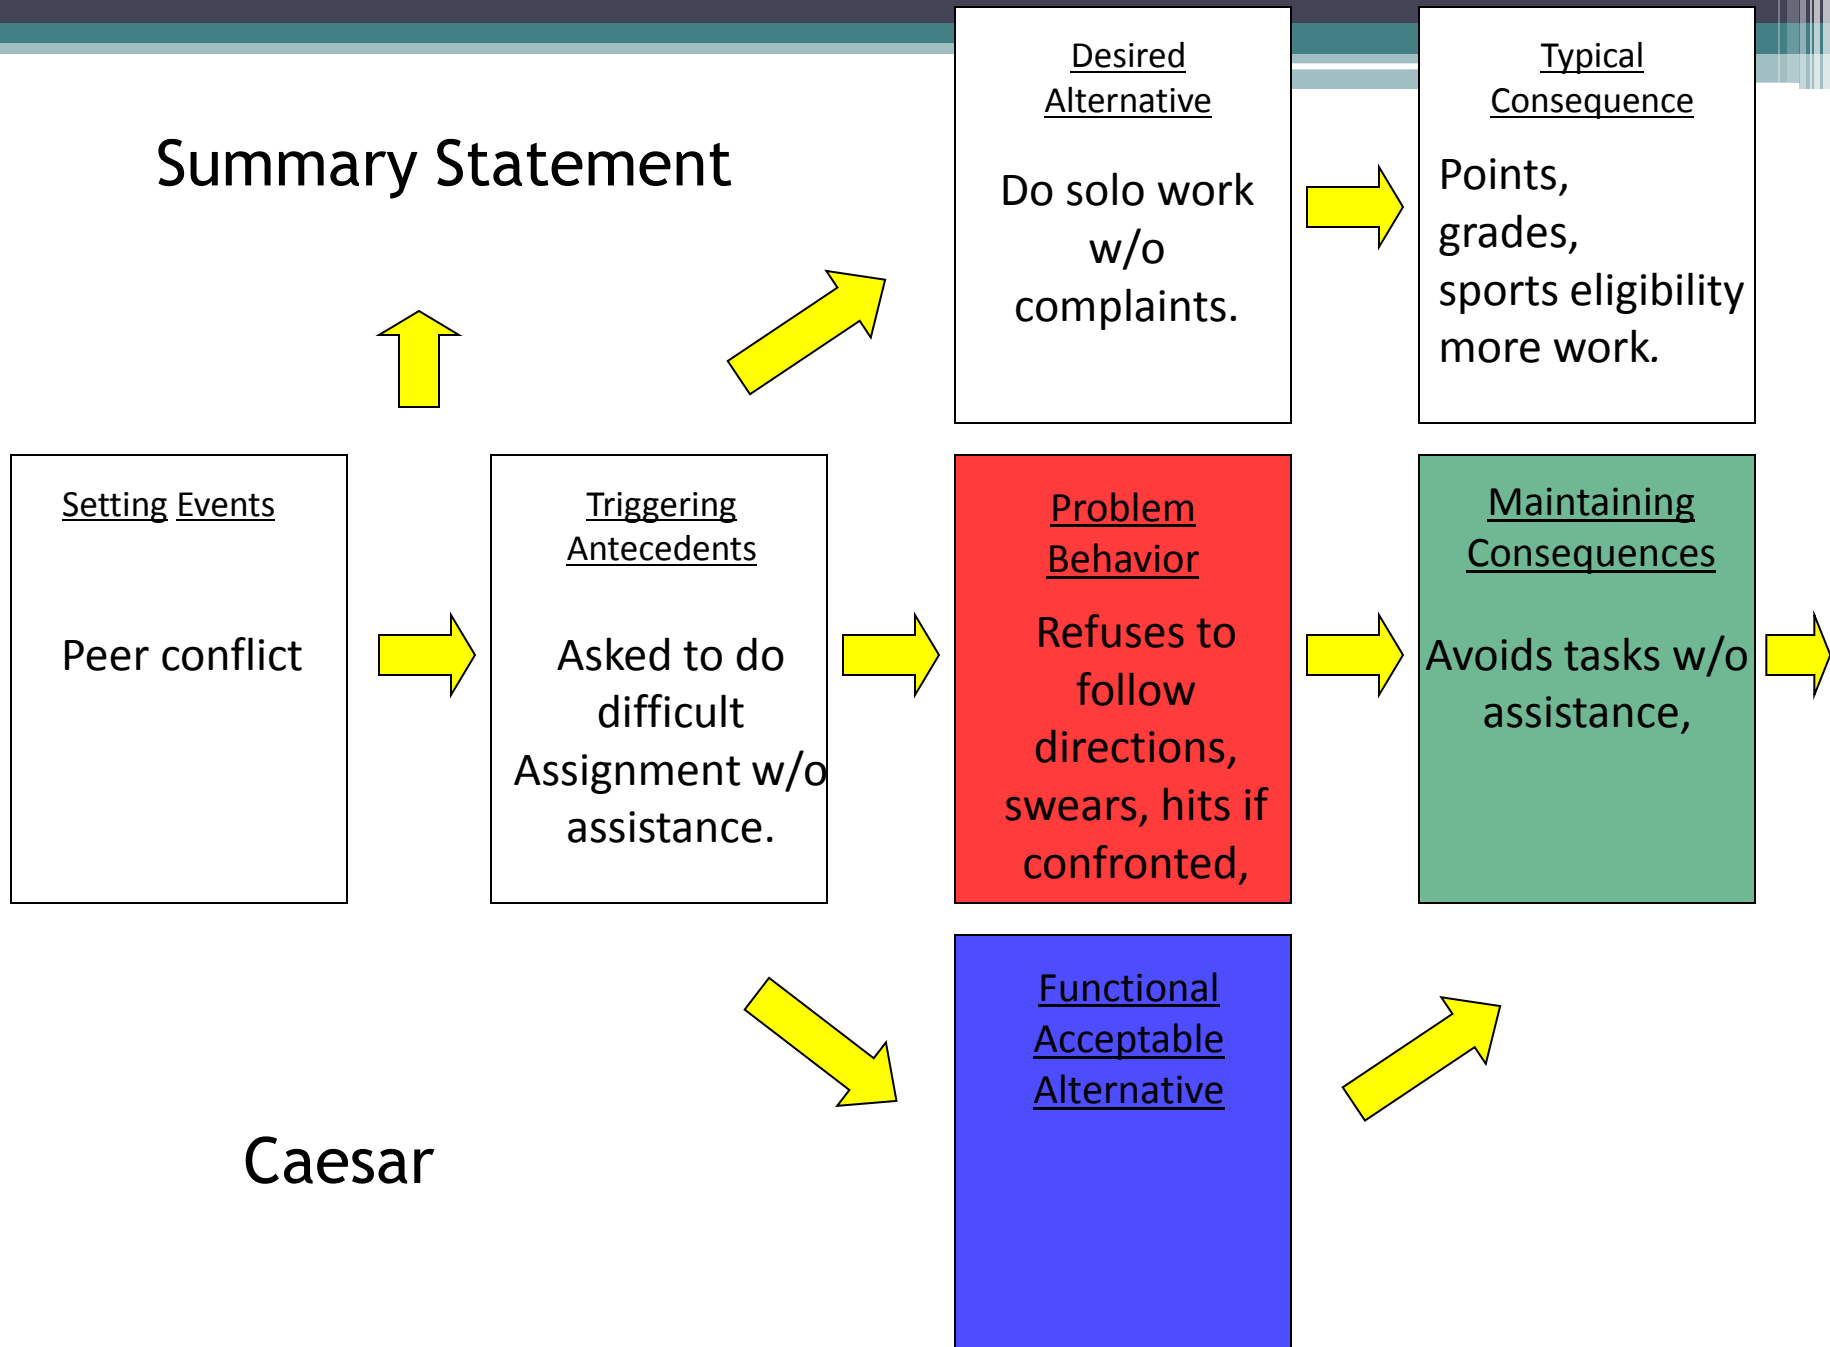 Summary Statement
Desired
Alternative
Do solo work
w/o
complaints.
Typical
Consequence
Points,
grades,
sports eligibility
more work.
Setting Events
Peer conflict
Triggering
Antecedents
Asked to do
difficult
Assignment w/o
assistance.
Problem
Behavior
Refuses to
follow
directions,
swears, hits if
confronted,
Maintaining
Consequences
Avoids tasks w/o
assistance,
Functional
Acceptable
Alternative
Caesar